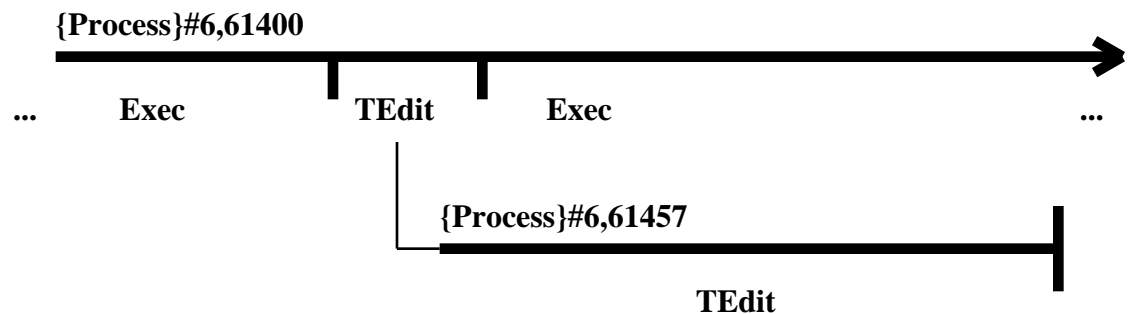 {Process}#6,61400
... Exec TEdit Exec ...
{Process}#6,61457
TEdit